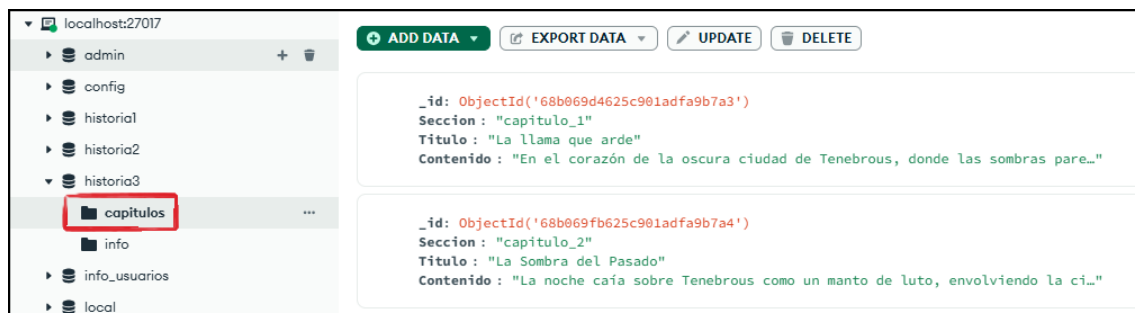 localhost:27017
admin
config
historia1
historia2
historia3
capitulos
info
info_usuarios
local
ADD DATA
EXPORT DATA
UPDATE
DELETE
_id: ObjectId('68b069d4625c901adfa9b7a3')
Seccion : "capitulo_1"
Titulo : "La llama que arde"
Contenido : "En el corazón de la oscura ciudad de Tenebrous, donde las sombras pare…"
_id: ObjectId('68b069fb625c901adfa9b7a4')
Seccion : "capitulo_2"
Titulo : "La Sombra del Pasado"
Contenido : "La noche caía sobre Tenebrous como un manto de luto, envolviendo la ci…"